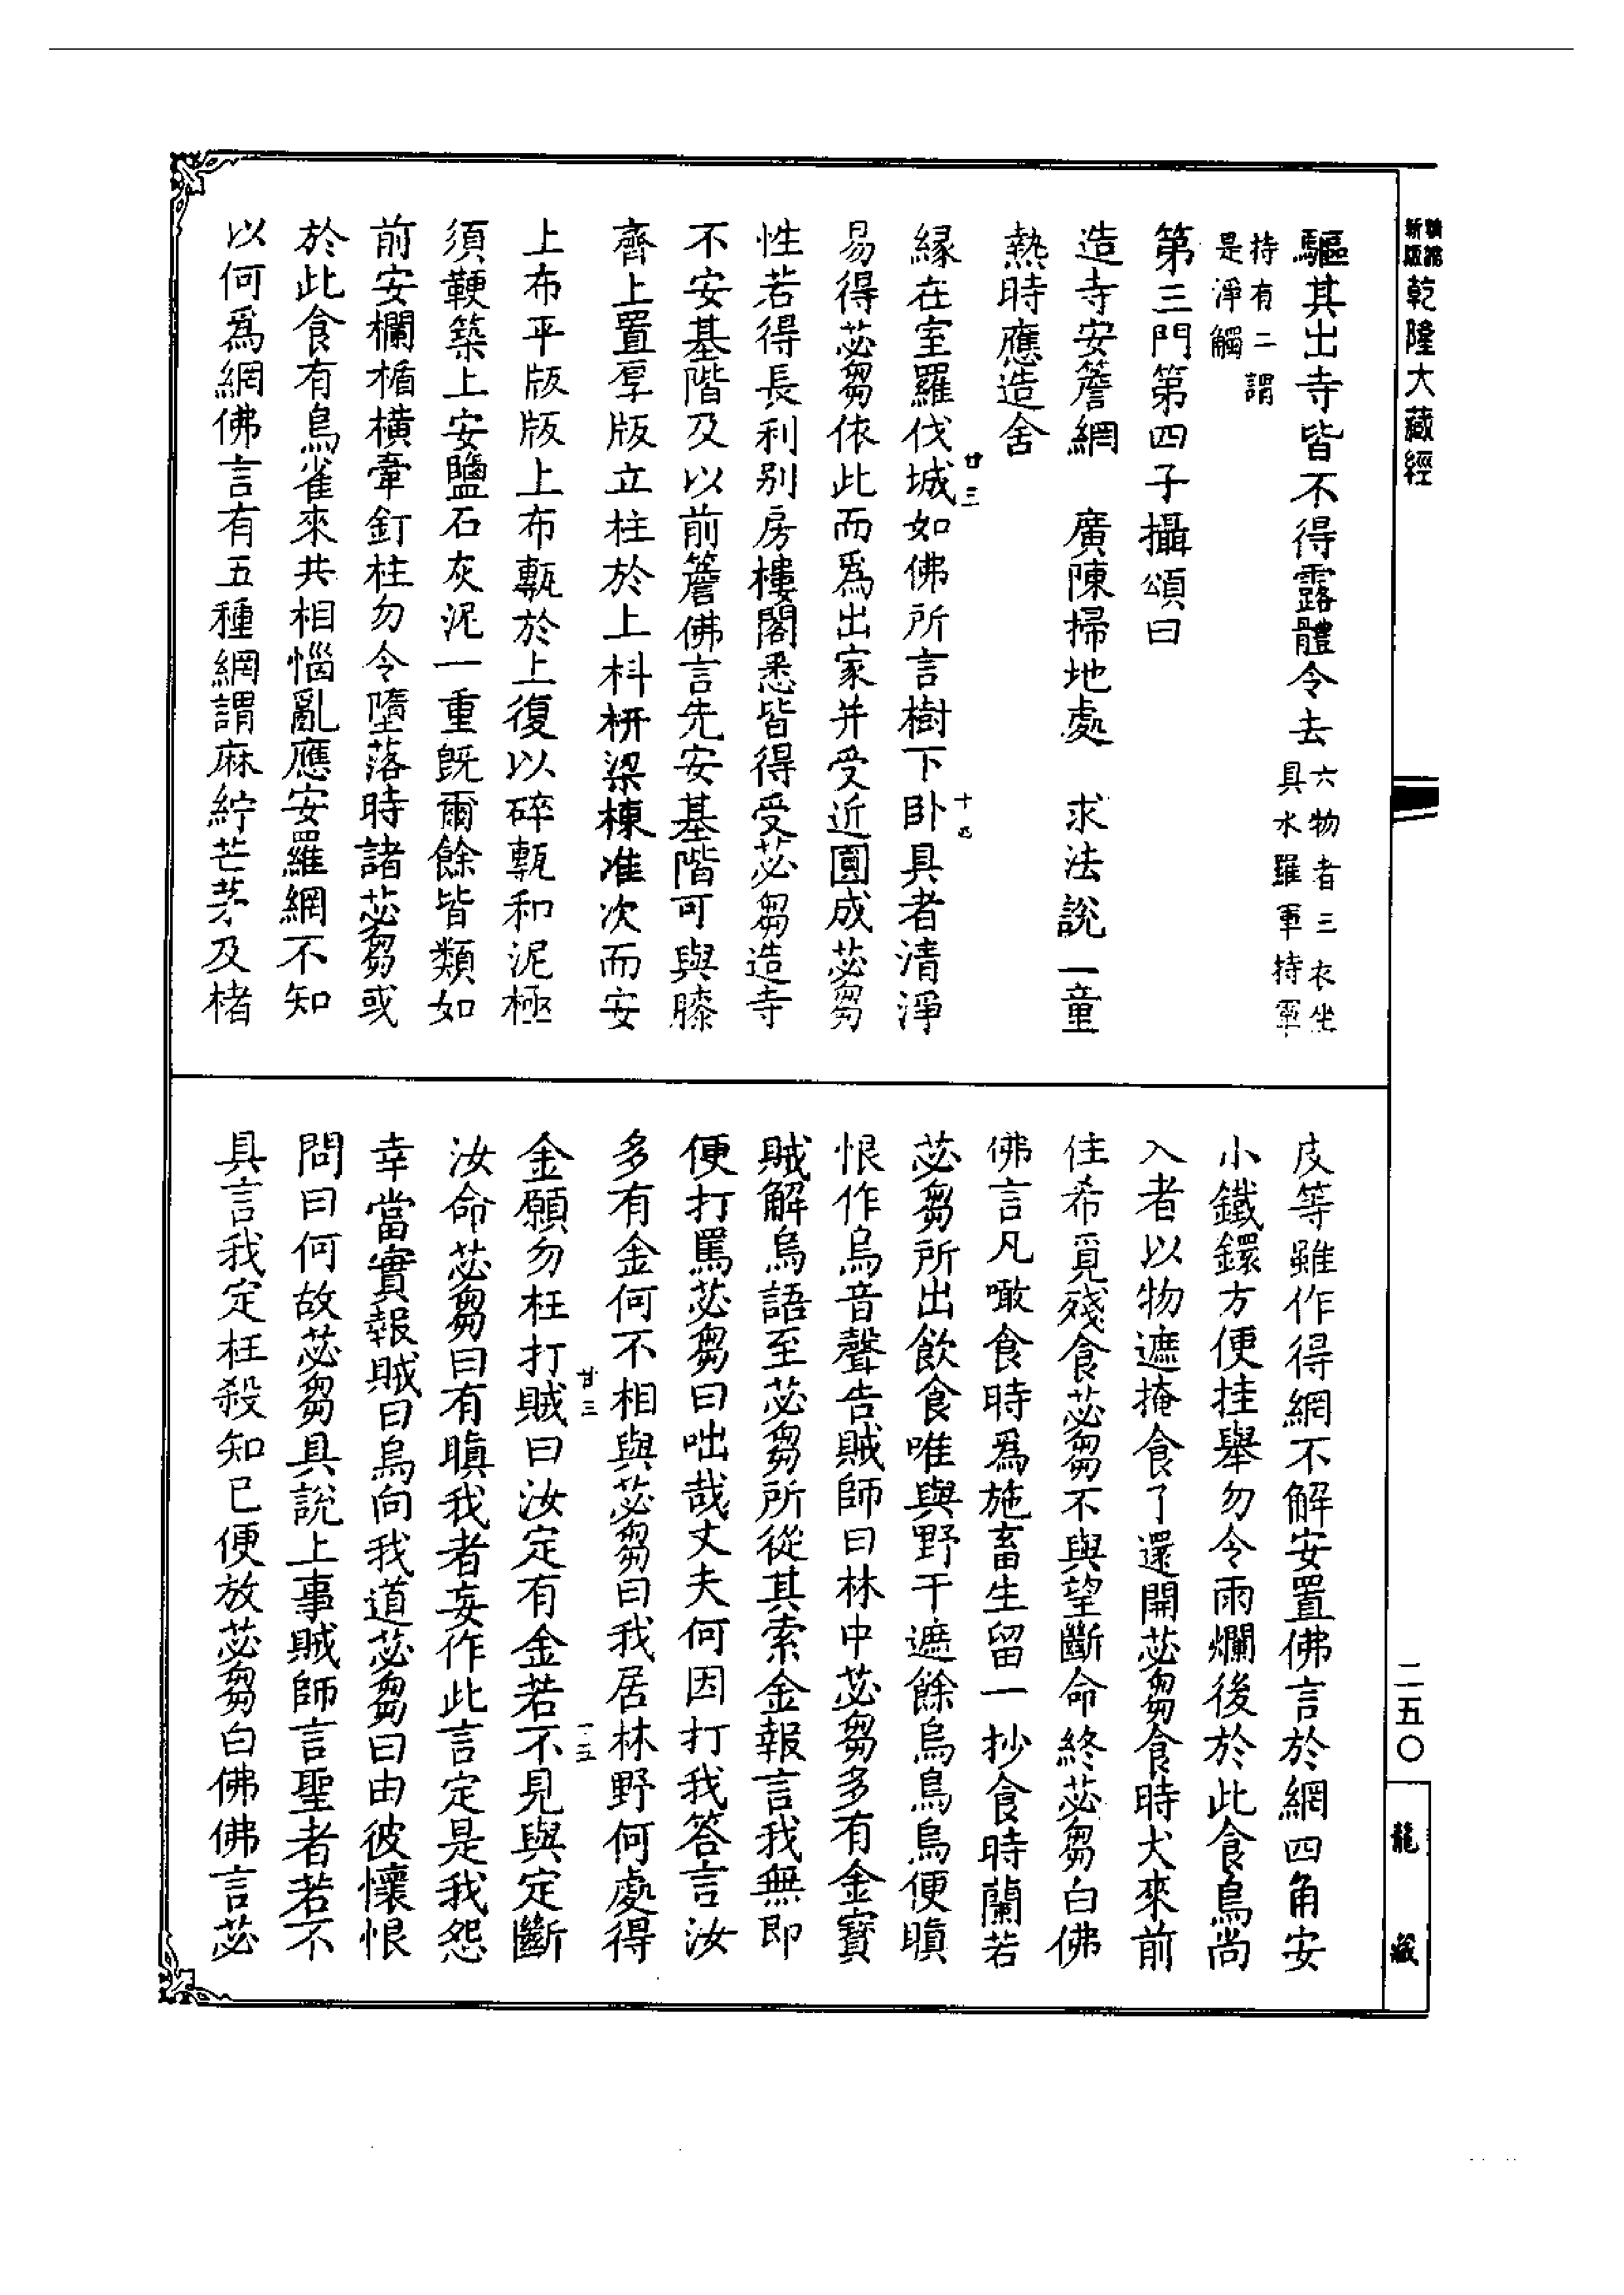 新版
乾隆大藏經
驅其出寺皆不得露體令去六物者三衣坐
具水羅軍持軍
持有二謂
是淨觸
第三門第四子攝頌曰
造寺安簷網　廣陳掃地處　求法說一童
熱時應造舍
緣在室羅伐城如佛所言樹下卧具者清淨
易得苾芻依此而爲出家并受近圓成苾芻
性若得長利别房樓閣悉皆得受苾芻造寺
不安基階及以前簷佛言先安基階可與膝
齊上置厚版立柱於上枓枅梁棟准次而安
上布平版版上布甎於上復以碎甎和泥極
須鞕築上安鹽石灰泥一重旣爾餘皆類如
前安欄楯橫牽釘柱勿令墮落時諸苾芻或
於此食有鳥雀來共相惱亂應安羅網不知
以何爲網佛言有五種網謂麻紵芒茅及楮
廿三
十四
皮等雖作得網不解安置佛言於網四角安
小鐵鐶方便挂舉勿令雨爛後於此食鳥尚
入者以物遮掩食了還開苾芻食時犬來前
住希覓殘食苾芻不與望斷命終苾芻白佛
佛言凡噉食時爲施畜生留一抄食時蘭若
苾芻所出飲食唯與野干遮餘烏鳥烏便瞋
恨作烏音聲告賊師曰林中苾芻多有金寶
賊解烏語至苾芻所從其索金報言我無即
便打罵苾芻曰咄哉丈夫何因打我答言汝
多有金何不相與苾芻曰我居林野何處得
金願勿枉打賊曰汝定有金若不見與定斷
汝命苾芻曰有瞋我者妄作此言定是我怨
幸當實報賊曰烏向我道苾芻曰由彼懷恨
問曰何故苾芻具說上事賊師言聖者若不
具言我定枉殺知已便放苾芻白佛佛言苾
廿三
十五
二五〇
龍藏